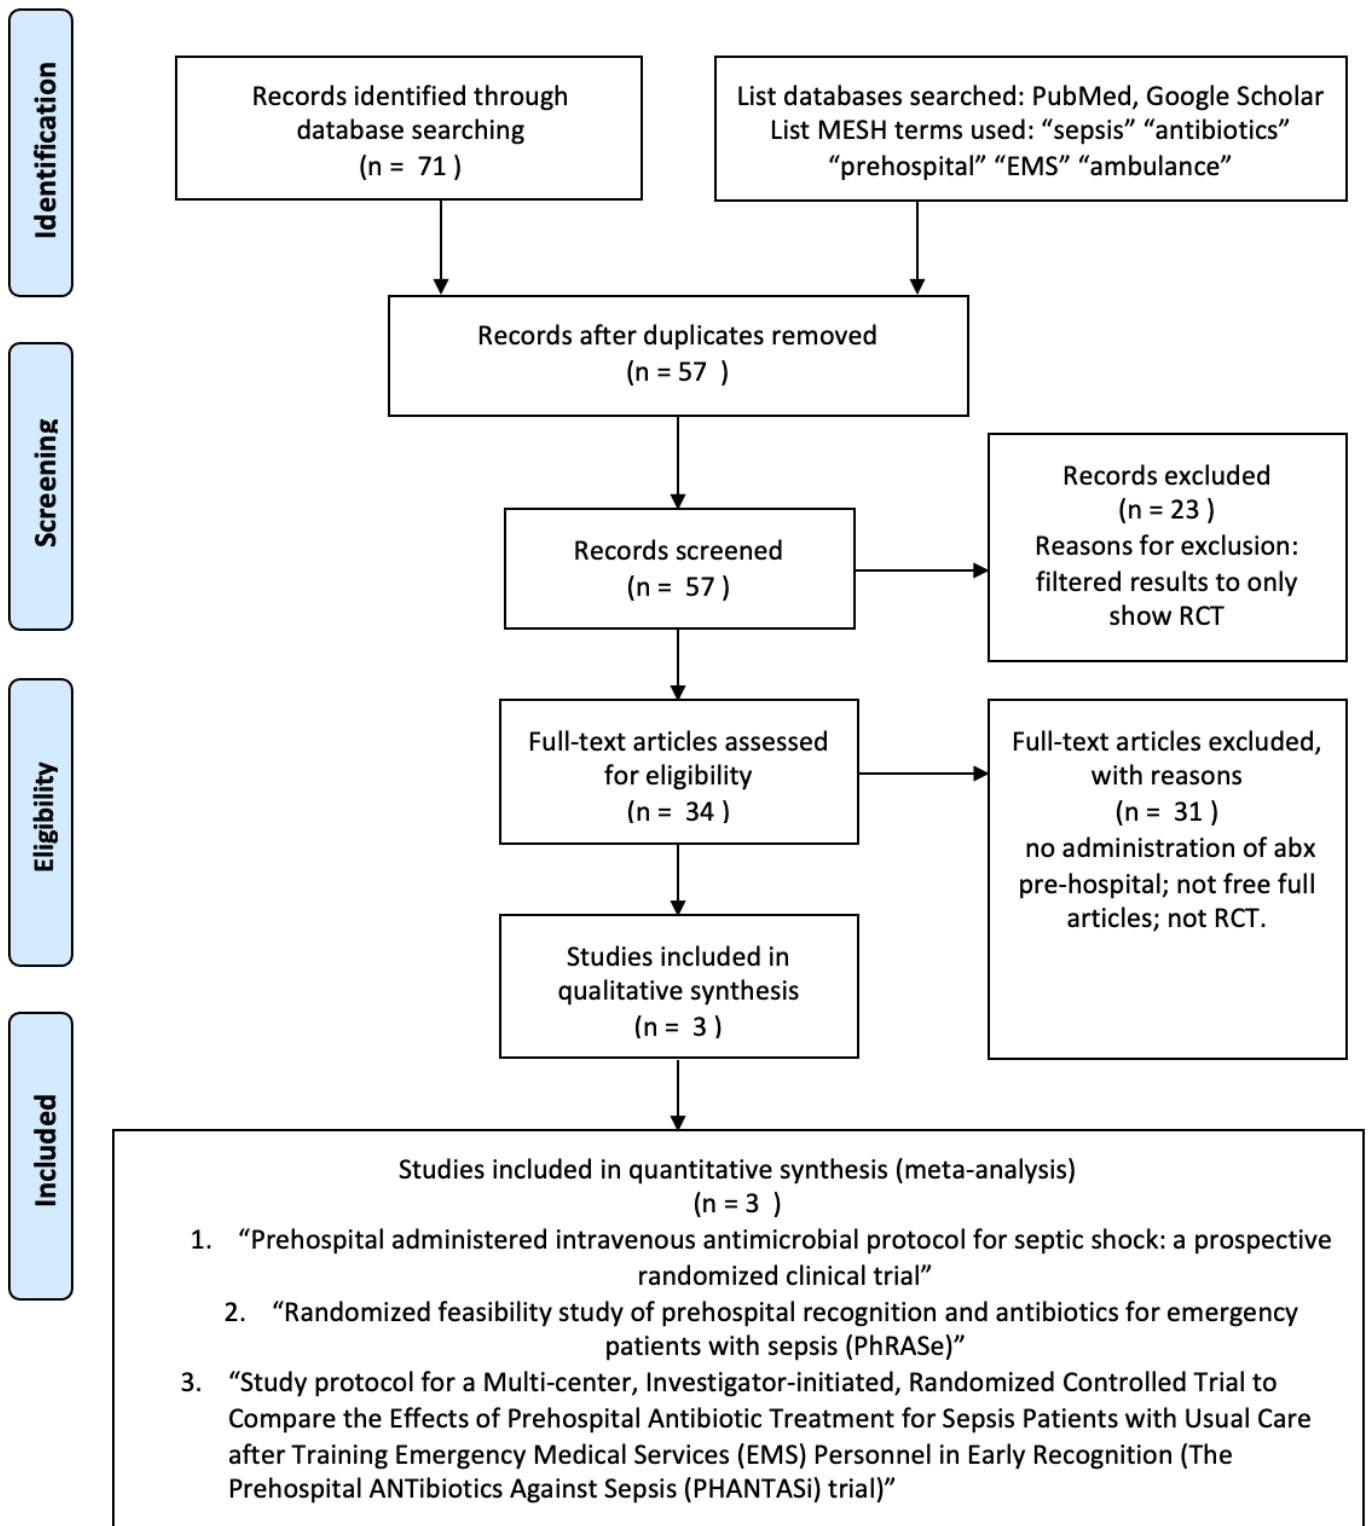 Identification
Records identified through
database searching
(n = 71 )
List databases searched: PubMed, Google Scholar
List MESH terms used: “sepsis” “antibiotics”
“prehospital” “EMS” “ambulance”
Records after duplicates removed
(n = 57 )
Screening
Records screened
(n = 57 )
Records excluded
(n = 23 )
Reasons for exclusion:
filtered results to only
show RCT
Eligibility
Full-text articles assessed
for eligibility
(n = 34 )
Full-text articles excluded,
with reasons
(n = 31 )
no administration of abx
pre-hospital; not free full
articles; not RCT.
Studies included in
qualitative synthesis
(n = 3 )
Included
Studies included in quantitative synthesis (meta-analysis)
(n = 3 )
1. “Prehospital administered intravenous antimicrobial protocol for septic shock: a prospective
randomized clinical trial”
2. “Randomized feasibility study of prehospital recognition and antibiotics for emergency
patients with sepsis (PhRASe)”
3. “Study protocol for a Multi-center, Investigator-initiated, Randomized Controlled Trial to
Compare the Effects of Prehospital Antibiotic Treatment for Sepsis Patients with Usual Care
after Training Emergency Medical Services (EMS) Personnel in Early Recognition (The
Prehospital ANTibiotics Against Sepsis (PHANTASi) trial)”